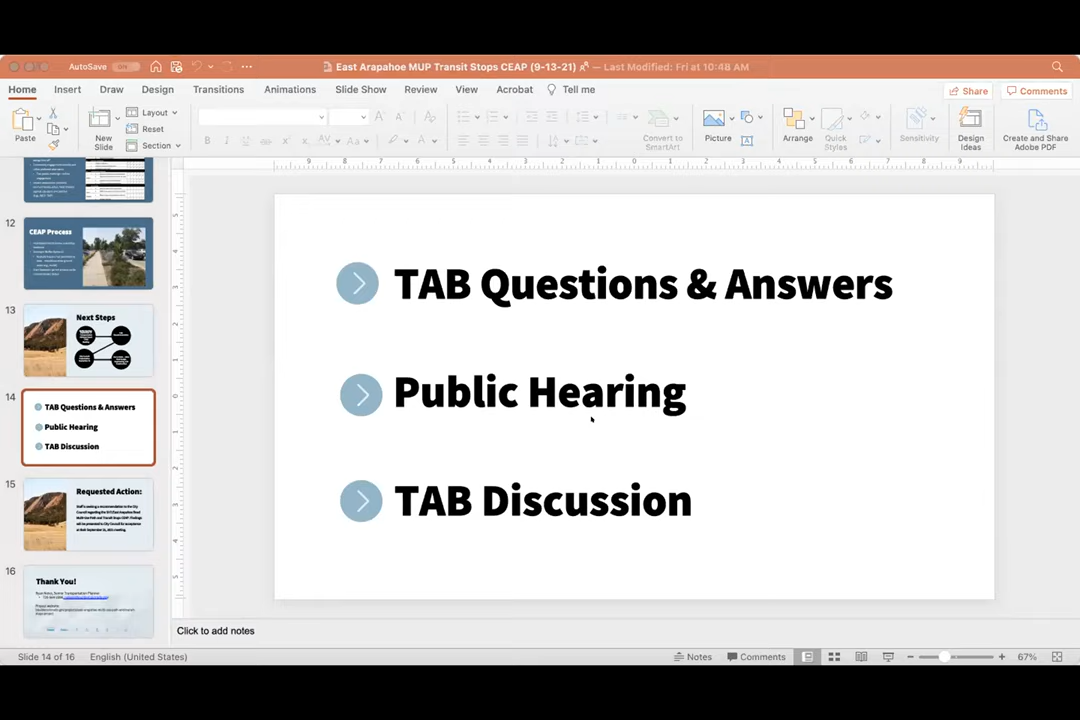 AutoSave
East Arapahoe MUP Transit Stops CEAP (9-13-21) — Last Modified: Fri at 10:48 AM
Home Insert Draw Design Transitions Animations Slide Show Review View Acrobat Tell me Share Comments
Paste
New Slide
Layout
Reset
Section
Convert to SmartArt
Picture
Arrange
Quick Styles
Sensitivity
Design Ideas
Create and Share Adobe PDF
12
CEAP Process
13
Next Steps
14
TAB Questions & Answers
Public Hearing
TAB Discussion
15
Requested Action:
16
Thank You!
TAB Questions & Answers
Public Hearing
TAB Discussion
Click to add notes
Slide 14 of 16 English (United States) Notes Comments 67%